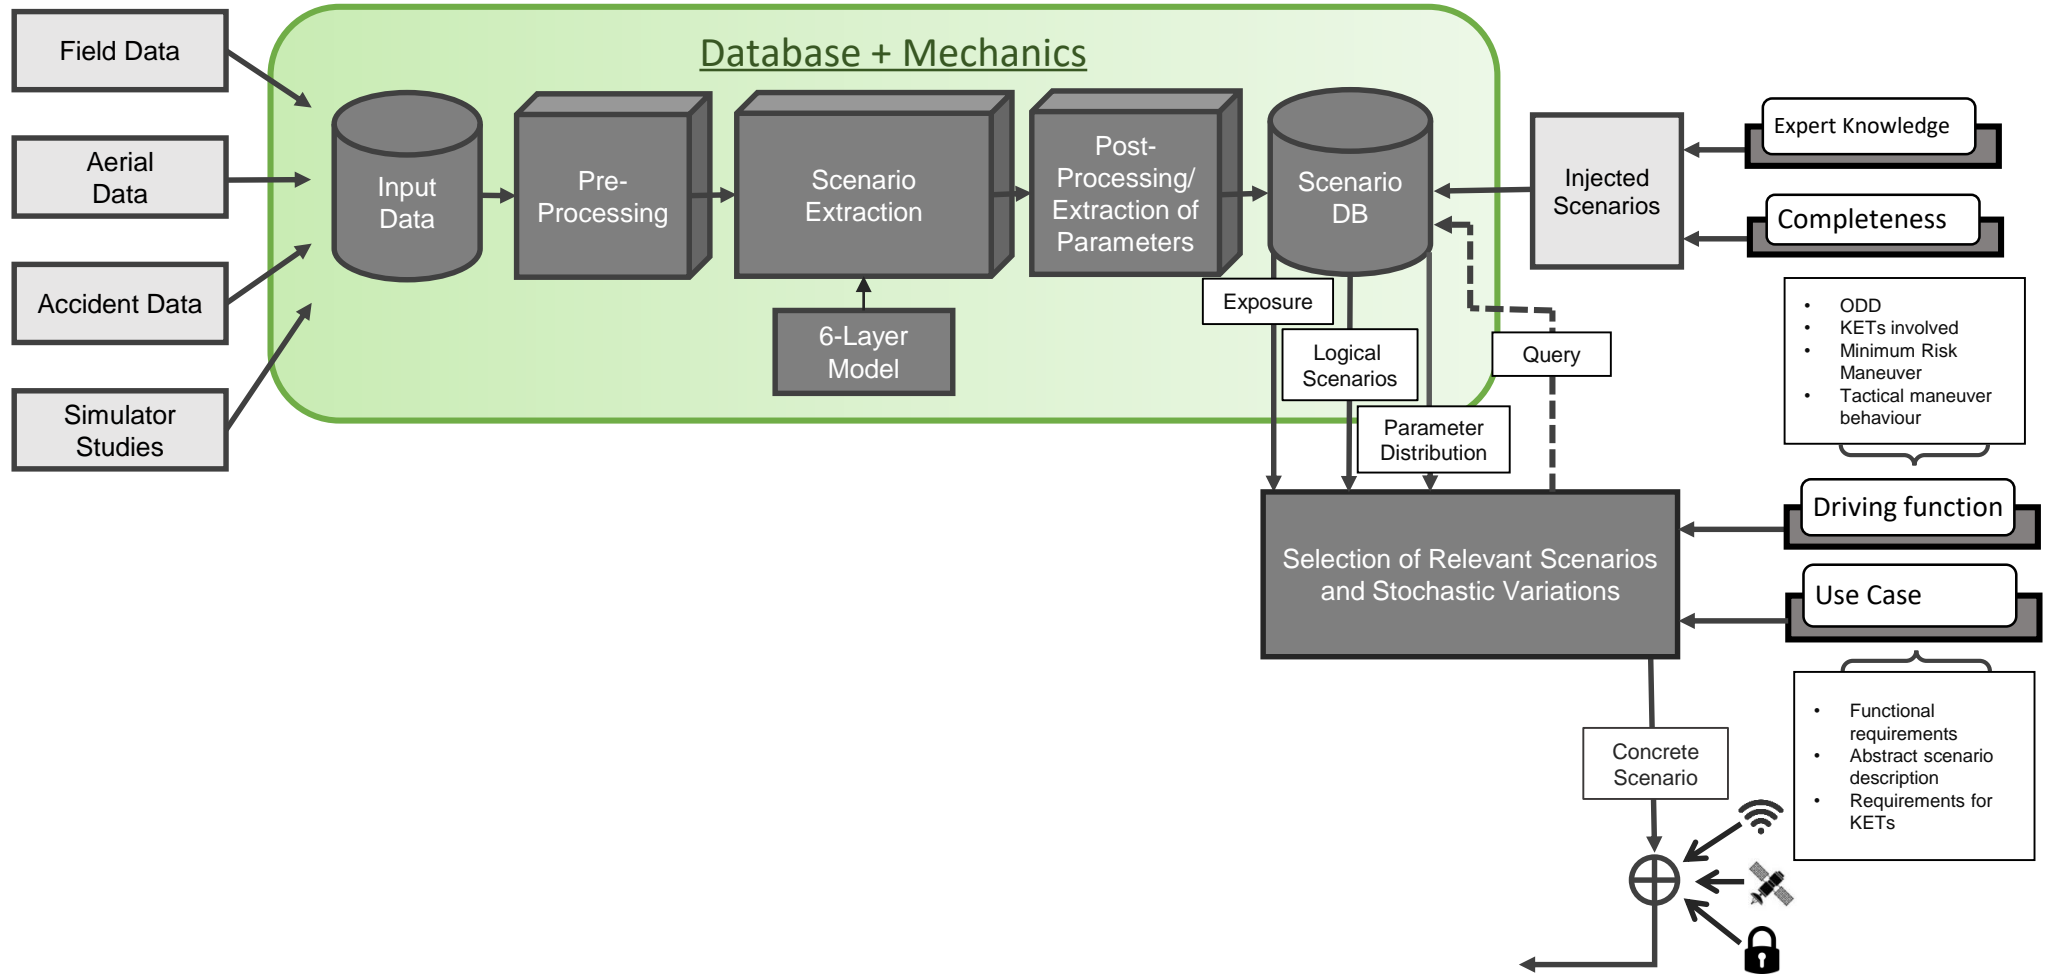 Database + Mechanics
Field Data
Aerial
Data
Accident Data
Simulator
Studies
Input
Data
Pre-
Processing
Scenario
Extraction
6-Layer
Model
Post-
Processing/
Extraction of
Parameters
Scenario
DB
Injected
Scenarios
Expert Knowledge
Completeness
Exposure
Logical
Scenarios
Parameter
Distribution
Query
• ODD
• KETs involved
• Minimum Risk
Maneuver
• Tactical maneuver
behaviour
Driving function
Use Case
Selection of Relevant Scenarios
and Stochastic Variations
• Functional
requirements
• Abstract scenario
description
• Requirements for
KETs
Concrete
Scenario